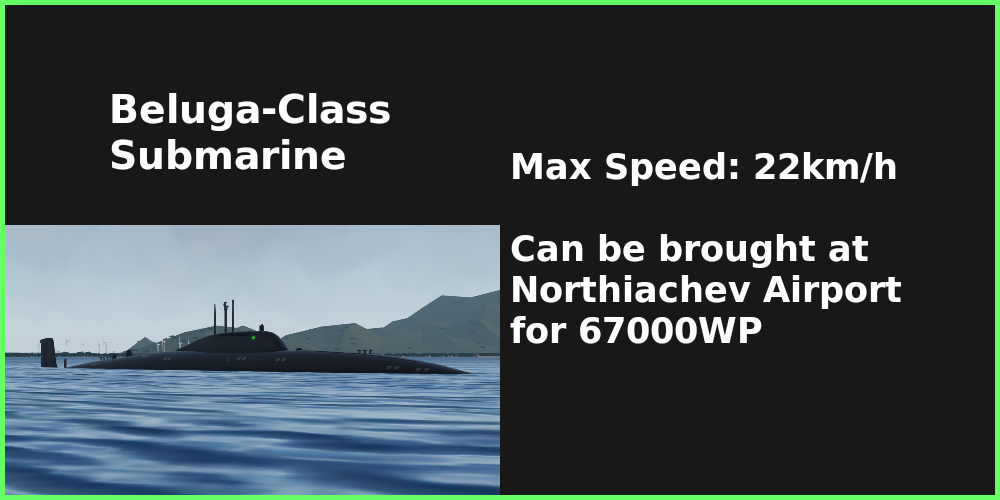 Beluga-Class
Submarine
Max Speed: 22km/h
Can be brought at
Northiachev Airport
for 67000WP